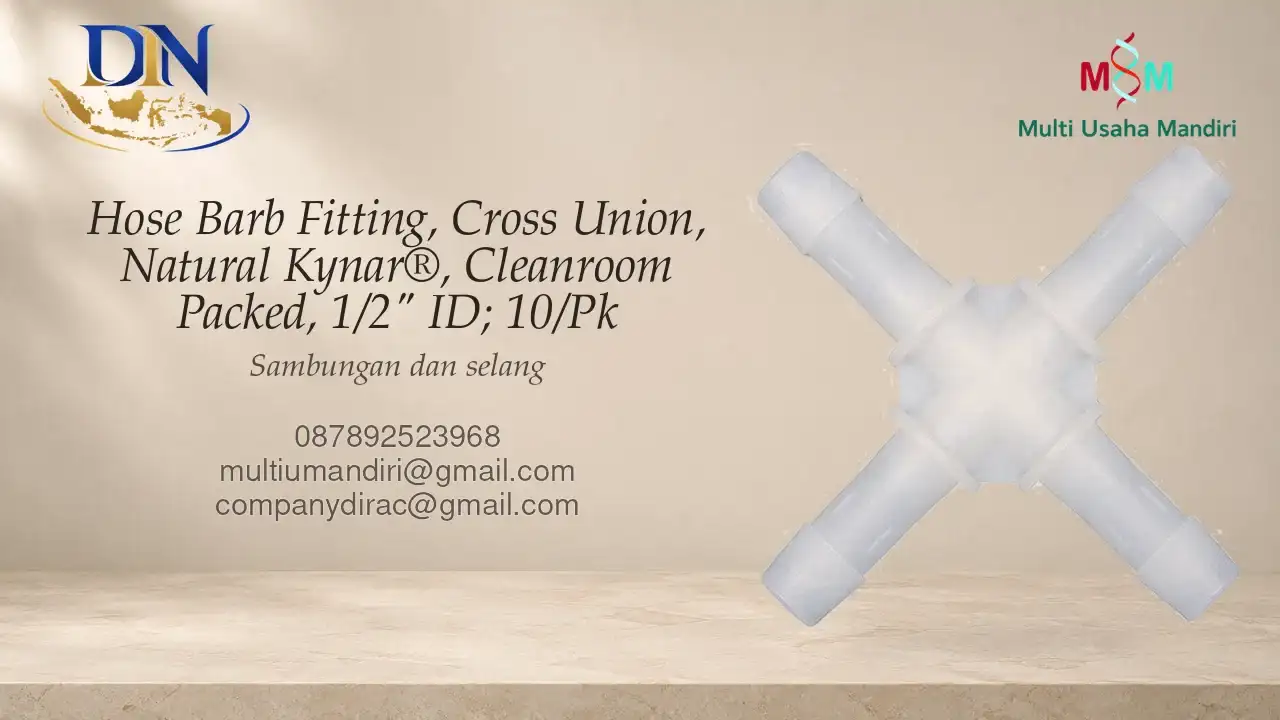 DN
M M
Multi Usaha Mandiri
Hose Barb Fitting, Cross Union,
Natural Kynar®, Cleanroom
Packed, 1/2" ID; 10/Pk
Sambungan dan selang
087892523968
multiumandiri@gmail.com
companydirac@gmail.com